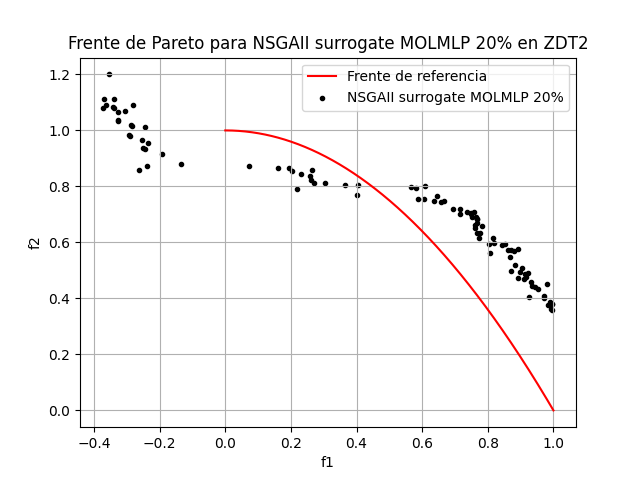 Frente de Pareto para NSGAII surrogate MOLMLP 20% en ZDT2
Frente de referencia
NSGAII surrogate MOLMLP 20%
1.2
1.0
0.8
0.6
0.4
0.2
0.0
f2
−0.4 −0.2 0.0 0.2 0.4 0.6 0.8 1.0
f1